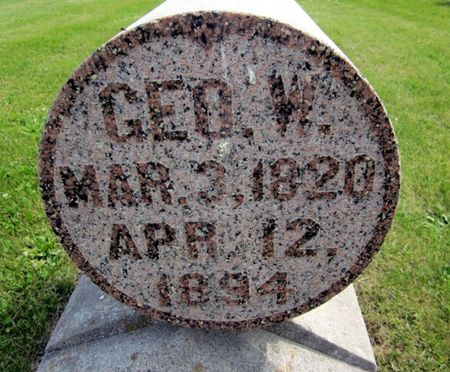 GEO. W.
MAR. 3, 1820
APR. 12,
1894